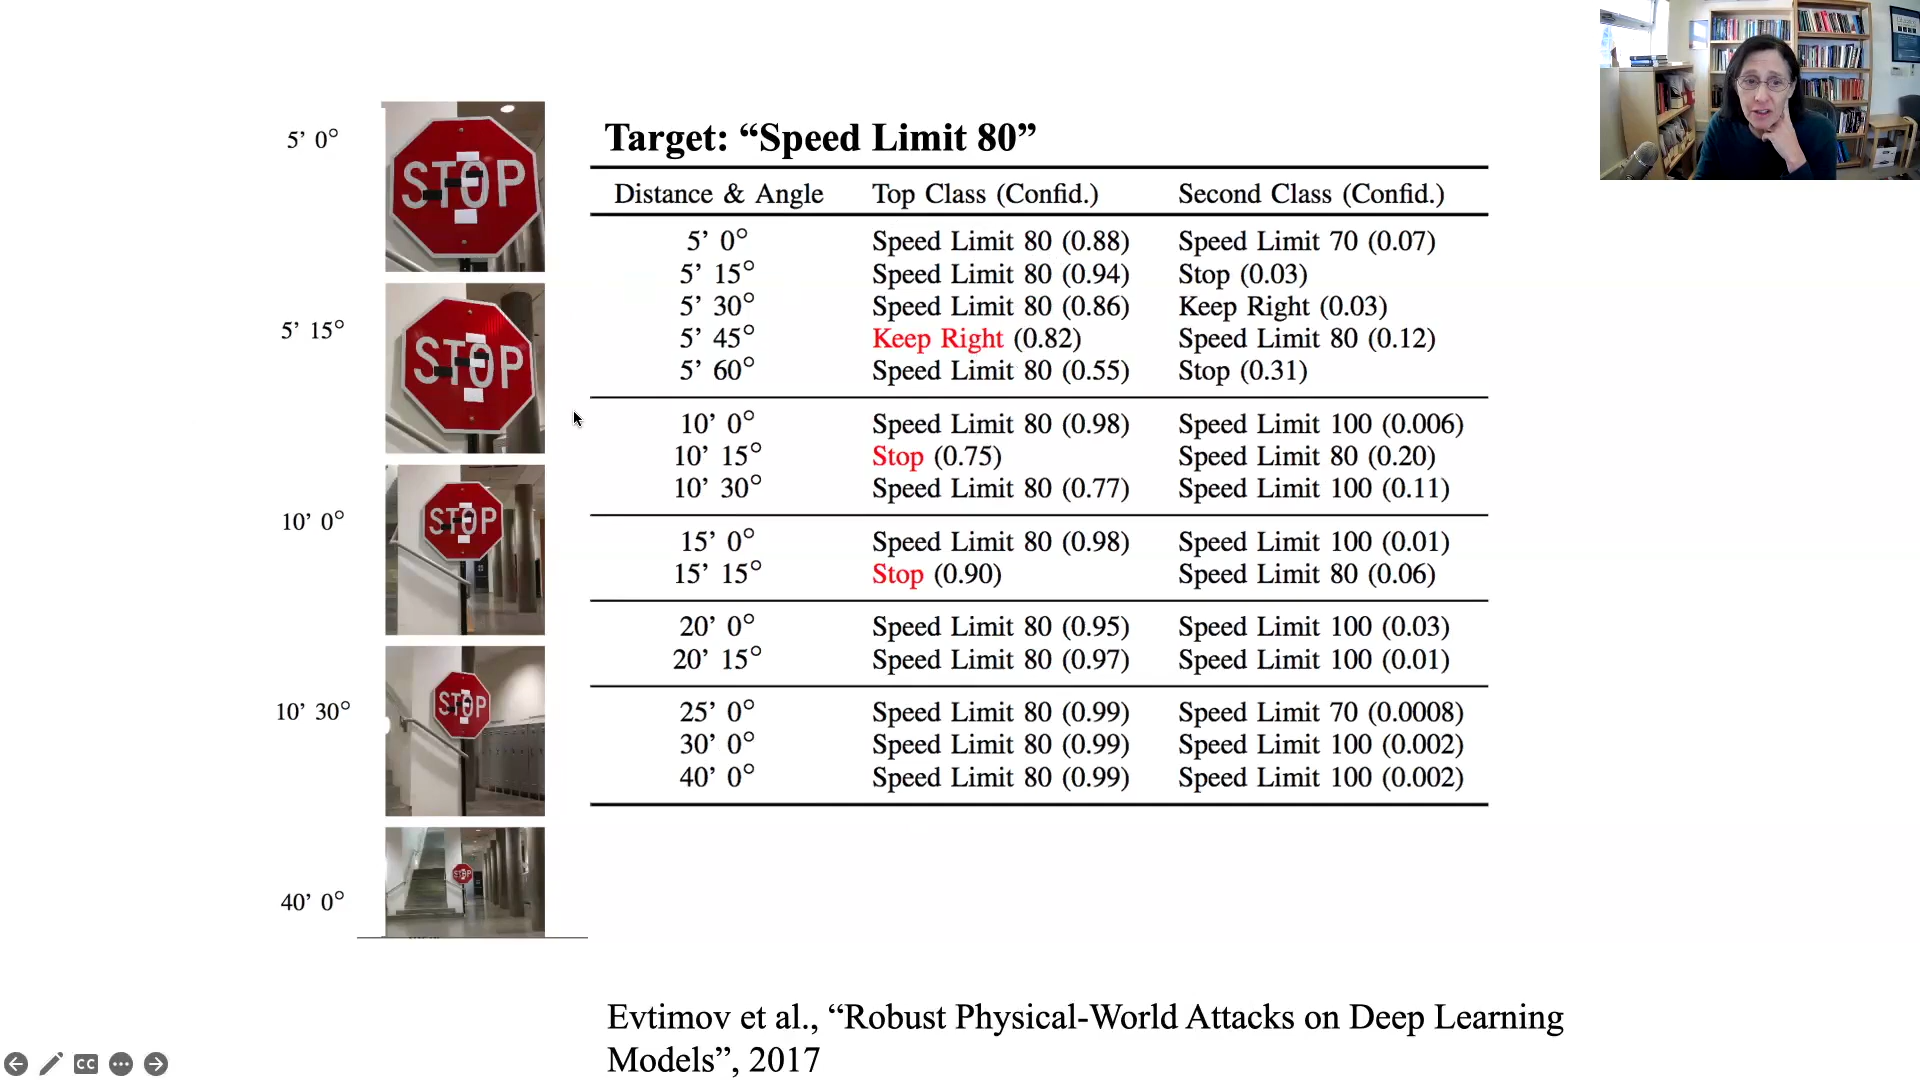 5’ 0°
5’ 15°
10’ 0°
10’ 30°
40’ 0°
STOP
STOP
STOP
STOP
STOP
Target: “Speed Limit 80”
Distance & Angle Top Class (Confid.) Second Class (Confid.)
5’ 0° Speed Limit 80 (0.88) Speed Limit 70 (0.07)
5’ 15° Speed Limit 80 (0.94) Stop (0.03)
5’ 30° Speed Limit 80 (0.86) Keep Right (0.03)
5’ 45° Keep Right (0.82) Speed Limit 80 (0.12)
5’ 60° Speed Limit 80 (0.55) Stop (0.31)
10’ 0° Speed Limit 80 (0.98) Speed Limit 100 (0.006)
10’ 15° Stop (0.75) Speed Limit 80 (0.20)
10’ 30° Speed Limit 80 (0.77) Speed Limit 100 (0.11)
15’ 0° Speed Limit 80 (0.98) Speed Limit 100 (0.01)
15’ 15° Stop (0.90) Speed Limit 80 (0.06)
20’ 0° Speed Limit 80 (0.95) Speed Limit 100 (0.03)
20’ 15° Speed Limit 80 (0.97) Speed Limit 100 (0.01)
25’ 0° Speed Limit 80 (0.99) Speed Limit 70 (0.0008)
30’ 0° Speed Limit 80 (0.99) Speed Limit 100 (0.002)
40’ 0° Speed Limit 80 (0.99) Speed Limit 100 (0.002)
Evtimov et al., “Robust Physical-World Attacks on Deep Learning
Models”, 2017
CC